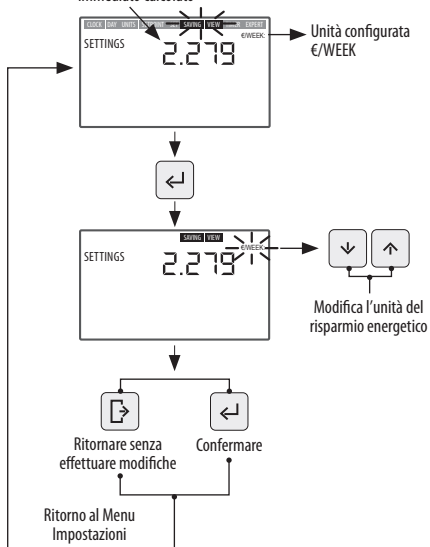 CLOCK DAY UNITS SAVING VIEW EXPERT
€/WEEK
SETTINGS
2.279
Unità configurata
€/WEEK
SAVING VIEW
€/WEEK
SETTINGS
2.279
Modifica l'unità del
risparmio energetico
Ritornare senza
effettuare modifiche
Confermare
Ritorno al Menu
Impostazioni